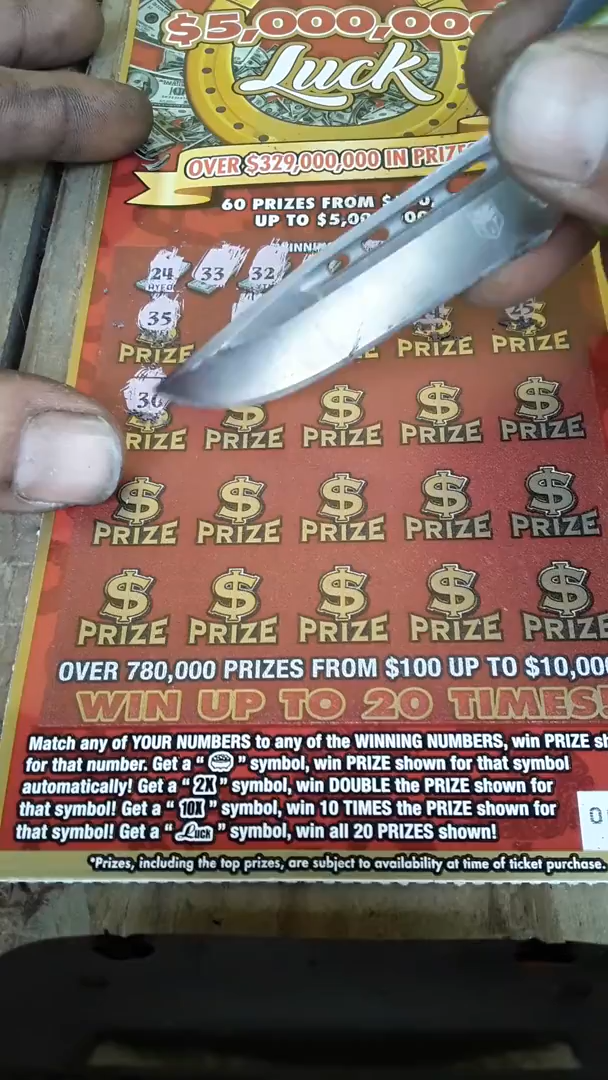 $5,000,000
Luck
OVER $329,000,000 IN PRIZE
60 PRIZES FROM
UP TO
24 33 32
35
PRIZE PRIZE PRIZE
30
RIZE PRIZE PRIZE PRIZE PRIZE
PRIZE PRIZE PRIZE PRIZE PRIZE
PRIZE PRIZE PRIZE PRIZE PRIZE
OVER 780,000 PRIZES FROM $100 UP TO $10,00
WIN UP TO 20 TIMES!
Match any of YOUR NUMBERS to any of the WINNING NUMBERS, win PRIZE sh
for that number. Get a " " symbol, win PRIZE shown for that symbol
automatically! Get a " 2X " symbol, win DOUBLE the PRIZE shown for
that symbol! Get a " 10X " symbol, win 10 TIMES the PRIZE shown for
that symbol! Get a " Luck " symbol, win all 20 PRIZES shown!
*Prizes, including the top prizes, are subject to availability at time of ticket purchase.